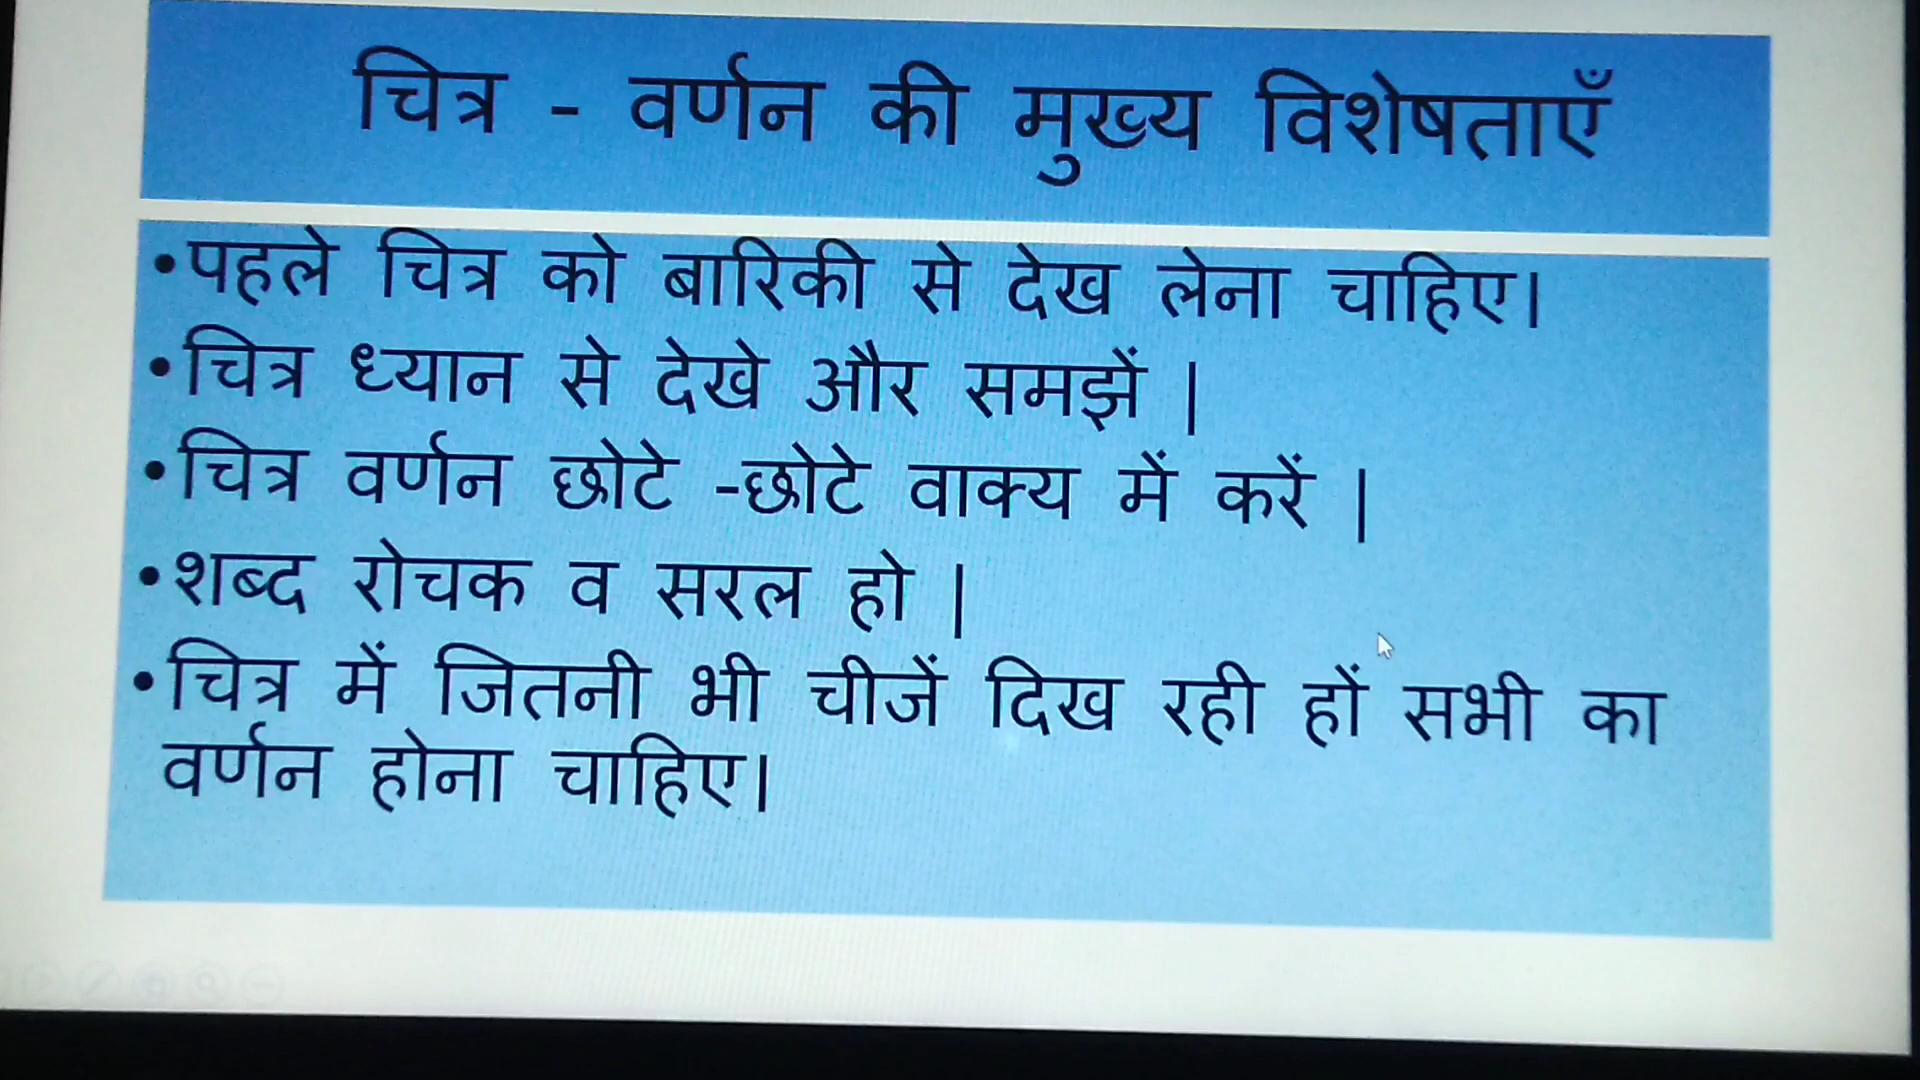 चित्र - वर्णन की मुख्य विशेषताएँ
•पहले चित्र को बारिकी से देख लेना चाहिए।
•चित्र ध्यान से देखे और समझें |
•चित्र वर्णन छोटे -छोटे वाक्य में करें |
•शब्द रोचक व सरल हो |
•चित्र में जितनी भी चीजें दिख रही हों सभी का
वर्णन होना चाहिए।